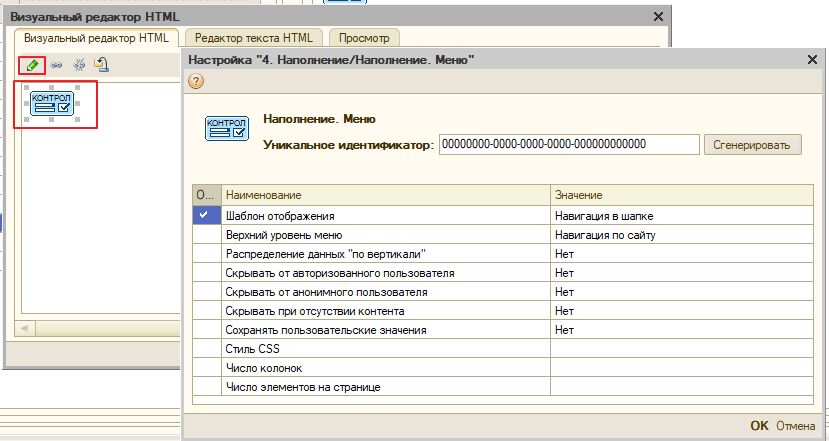 Визуальный редактор HTML
Визуальный редактор HTML Редактор текста HTML Просмотр
КОНТРОЛ
Настройка "4. Наполнение/Наполнение. Меню"
КОНТРОЛ
Наполнение. Меню
Уникальное идентификатор: 00000000-0000-0000-0000-000000000000 Сгенерировать
О... Наименование Значение
Шаблон отображения Навигация в шапке
Верхний уровень меню Навигация по сайту
Распределение данных "по вертикали" Нет
Скрывать от авторизованного пользователя Нет
Скрывать от анонимного пользователя Нет
Скрывать при отсутствии контента Нет
Сохранять пользовательские значения Нет
Стиль CSS
Число колонок
Число элементов на странице
OK Отмена